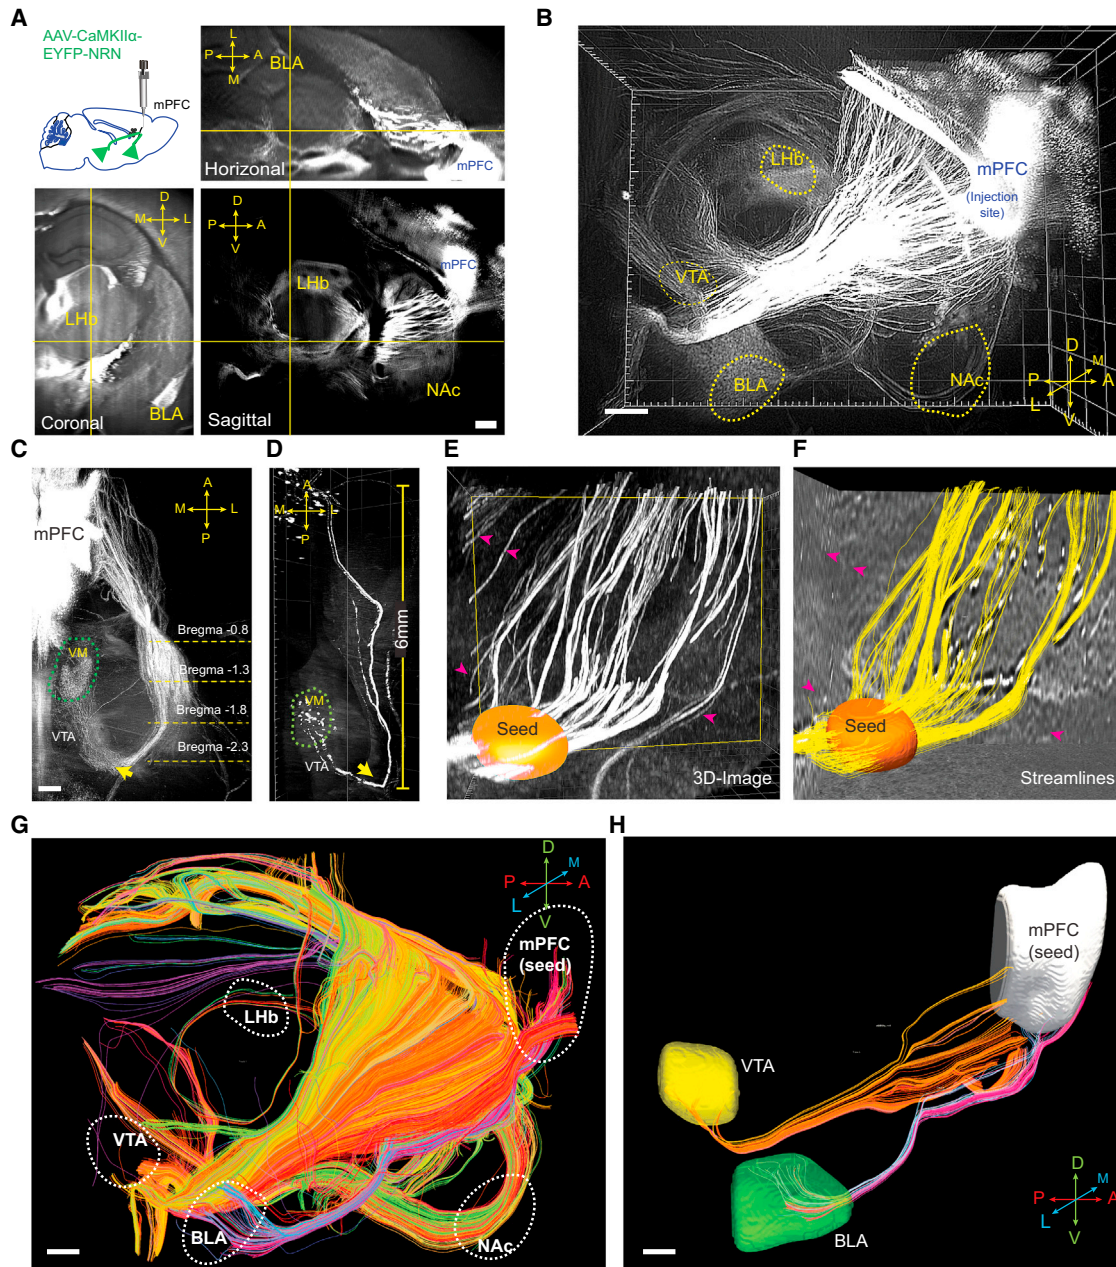 A
AAV-CaMKIIα-
EYFP-NRN
mPFC
L
P
A
M
BLA
Horizonal
mPFC
D
M
L
V
LHb
BLA
Coronal
D
P
A
V
LHb
mPFC
NAc
Sagittal
B
LHb
mPFC
(Injection
site)
VTA
BLA
NAc
D
M
P
A
L
V
C
mPFC
A
M
L
P
Bregma -0.8
VM
Bregma -1.3
Bregma -1.8
VTA
Bregma -2.3
D
A
M
L
P
6mm
VM
VTA
E
Seed
3D-Image
F
Seed
Streamlines
G
D
M
P
A
L
V
mPFC
(seed)
LHb
VTA
BLA
NAc
H
mPFC
(seed)
VTA
BLA
D
M
P
A
L
V